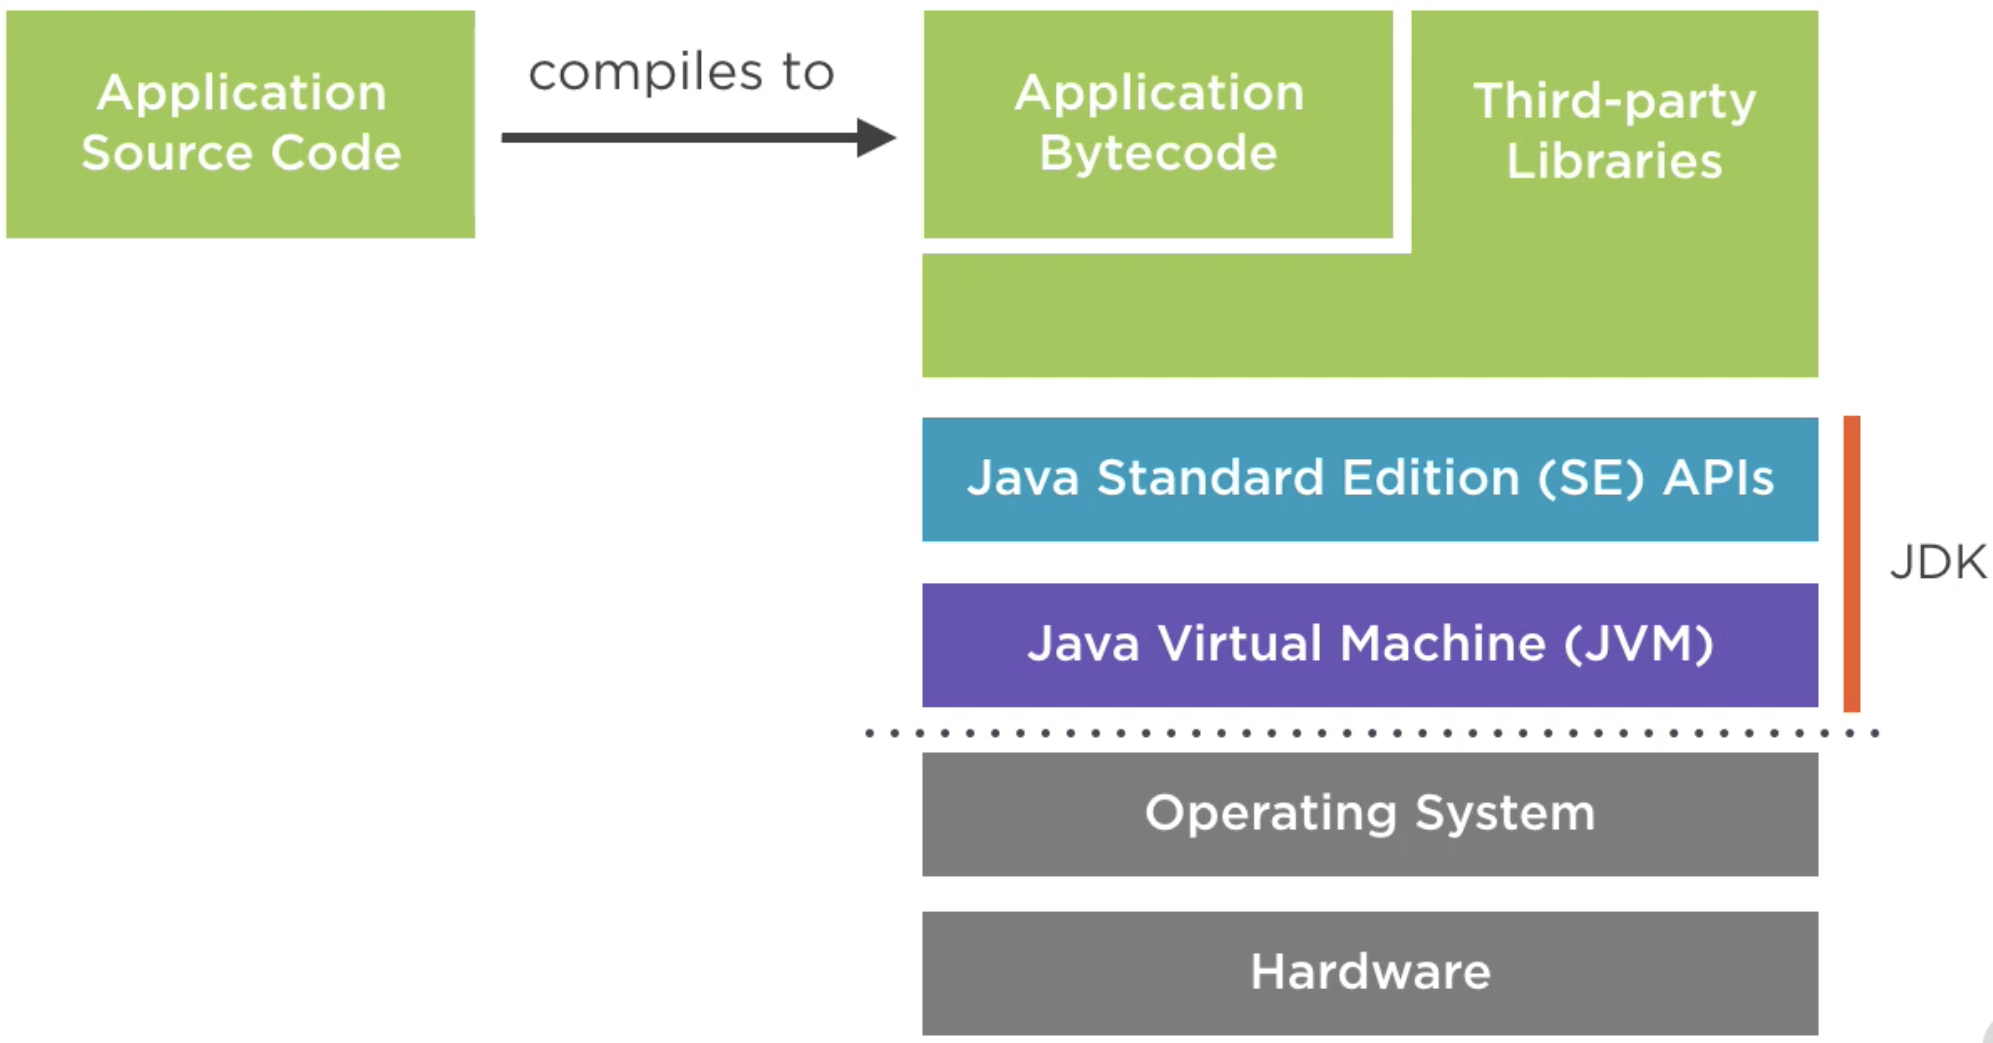 Application
Source Code
compiles to
Application
Bytecode
Third-party
Libraries
Java Standard Edition (SE) APIs
JDK
Java Virtual Machine (JVM)
Operating System
Hardware